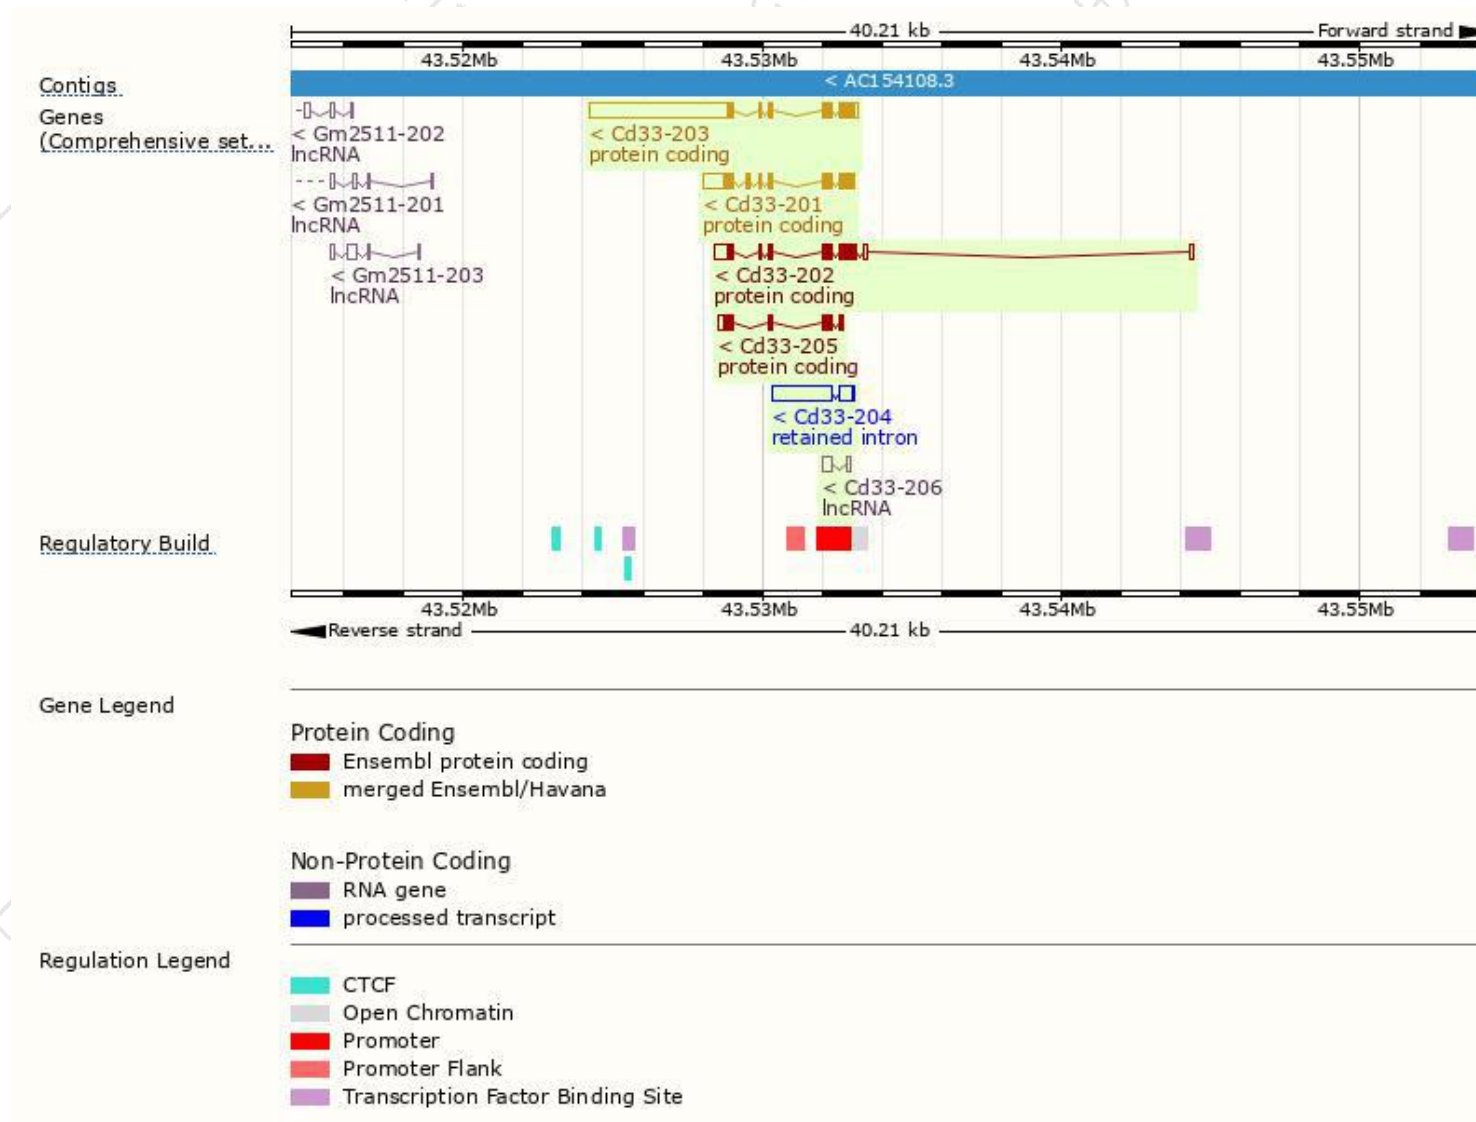 40.21 kb Forward strand
43.52Mb 43.53Mb 43.54Mb 43.55Mb
Contigs < AC154108.3
Genes
(Comprehensive set...
< Gm2511-202 < Cd33-203
lncRNA protein coding
< Gm2511-201 < Cd33-201
lncRNA protein coding
< Gm2511-203 < Cd33-202
lncRNA protein coding
< Cd33-205
protein coding
< Cd33-204
retained intron
< Cd33-206
lncRNA
Regulatory Build
43.52Mb 43.53Mb 43.54Mb 43.55Mb
Reverse strand 40.21 kb
Gene Legend
Protein Coding
Ensembl protein coding
merged Ensembl/Havana
Non-Protein Coding
RNA gene
processed transcript
Regulation Legend
CTCF
Open Chromatin
Promoter
Promoter Flank
Transcription Factor Binding Site